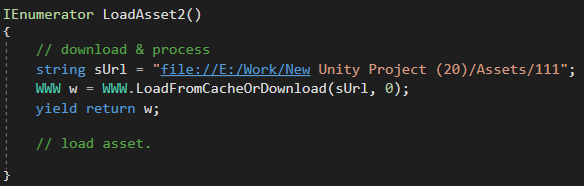 IEnumerator LoadAsset2()
{
// download & process
string sUrl = "file://E:/Work/New Unity Project (20)/Assets/111";
WWW w = WWW.LoadFromCacheOrDownload(sUrl, 0);
yield return w;
// load asset.
}